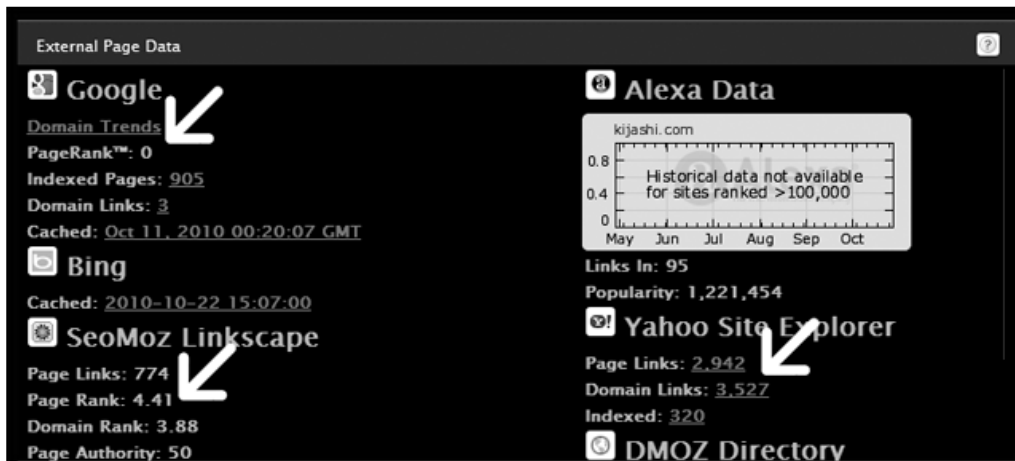 External Page Data
?
Google
Domain Trends
PageRank™: 0
Indexed Pages: 905
Domain Links: 3
Cached: Oct 11, 2010 00:20:07 GMT
Bing
Cached: 2010-10-22 15:07:00
SeoMoz Linkscape
Page Links: 774
Page Rank: 4.41
Domain Rank: 3.88
Page Authority: 50
Alexa Data
kijashi.com
0.8
0.4
0
Historical data not available
for sites ranked >100,000
May Jun Jul Aug Sep Oct
Links In: 95
Popularity: 1,221,454
Yahoo Site Explorer
Page Links: 2,942
Domain Links: 3,527
Indexed: 320
DMOZ Directory